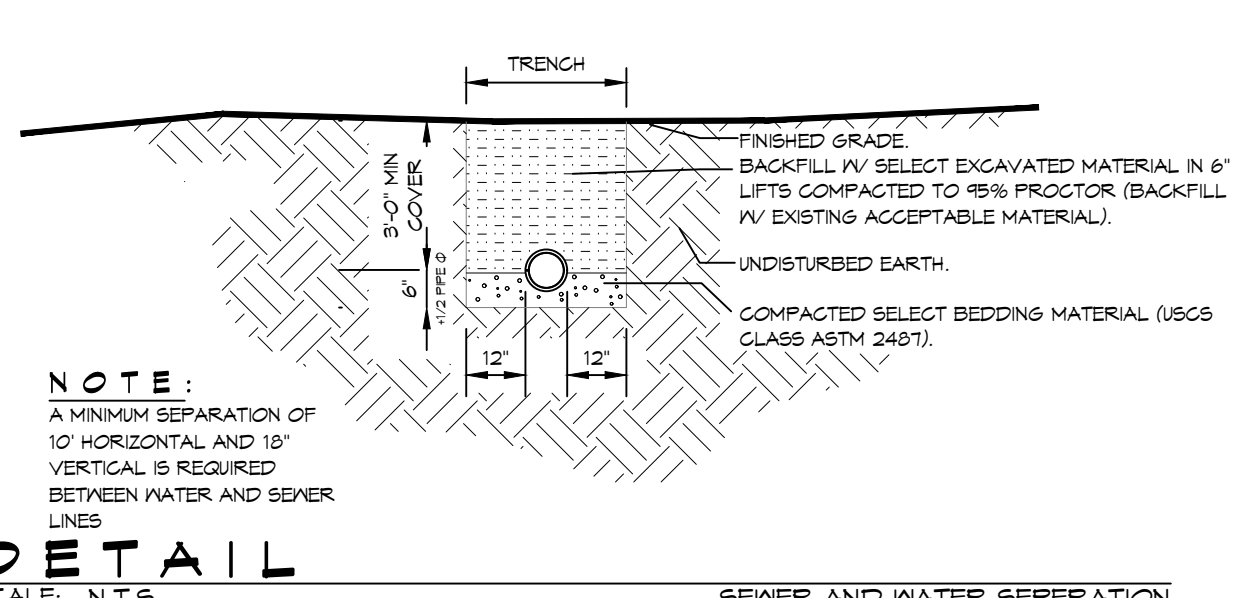 TRENCH
FINISHED GRADE.
BACKFILL W/ SELECT EXCAVATED MATERIAL IN 6"
LIFTS COMPACTED TO 95% PROCTOR (BACKFILL
W/ EXISTING ACCEPTABLE MATERIAL).
3'-0" MIN
COVER
UNDISTURBED EARTH.
6"
+1/2 PIPE Φ
COMPACTED SELECT BEDDING MATERIAL (USCS
CLASS ASTM 2487).
12"
12"
NOTE:
A MINIMUM SEPARATION OF
10' HORIZONTAL AND 18"
VERTICAL IS REQUIRED
BETWEEN WATER AND SEWER
LINES
DETAIL
N.T.S.
SEWER AND WATER SEPERATION